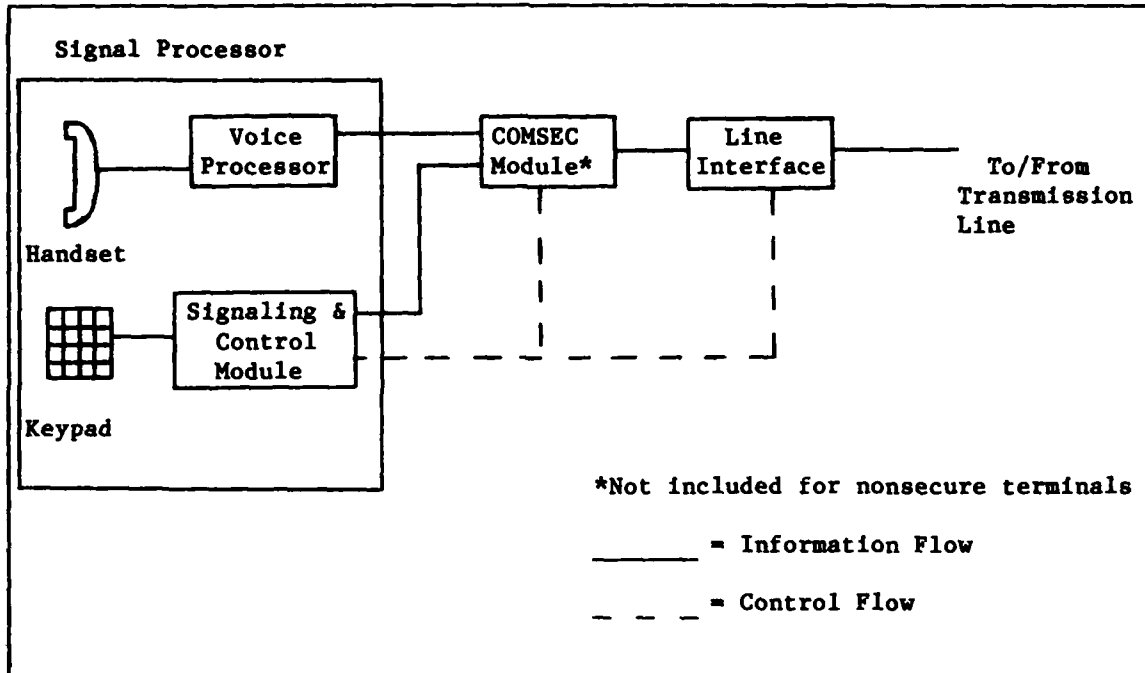 Signal Processor
Voice
Processor
COMSEC
Module*
Line
Interface
To/From
Transmission
Line
Handset
Signaling &
Control
Module
Keypad
*Not included for nonsecure terminals
= Information Flow
= Control Flow